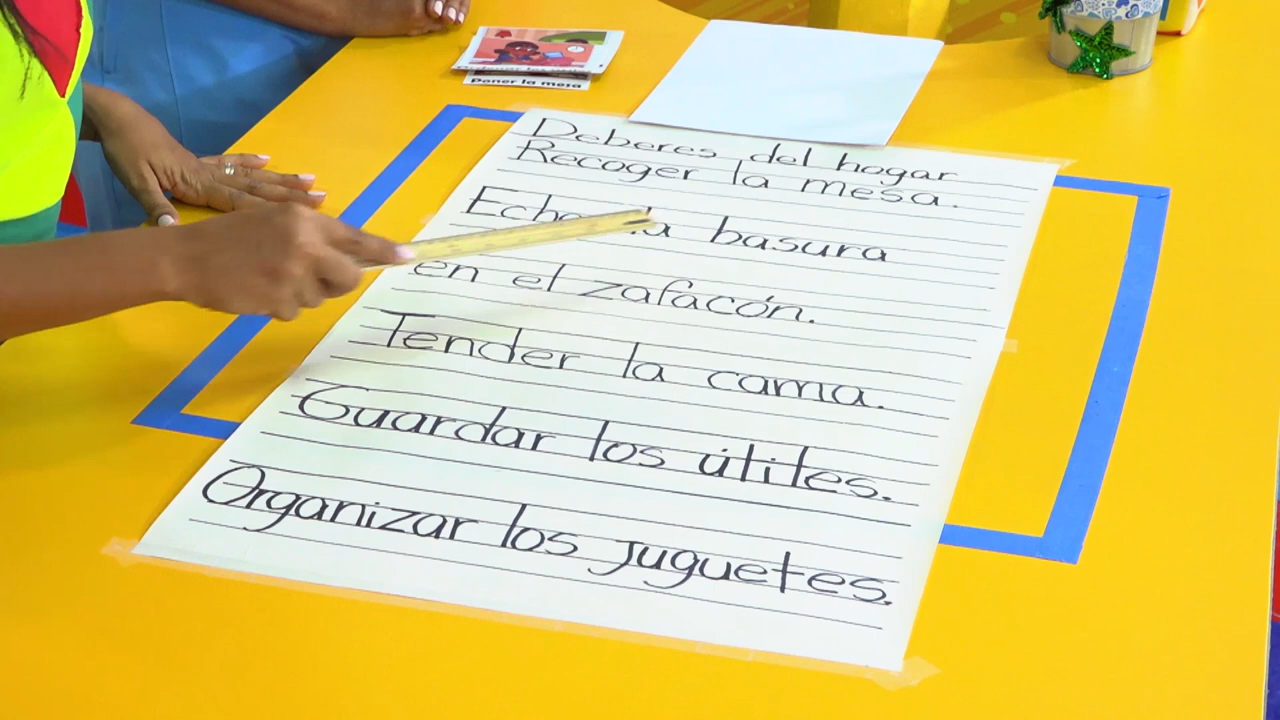 Poner la mesa
Deberes del hogar
Recoger la mesa.
la basura
en el zafacón.
Tender la cama.
Guardar los útiles.
Organizar los juguetes.